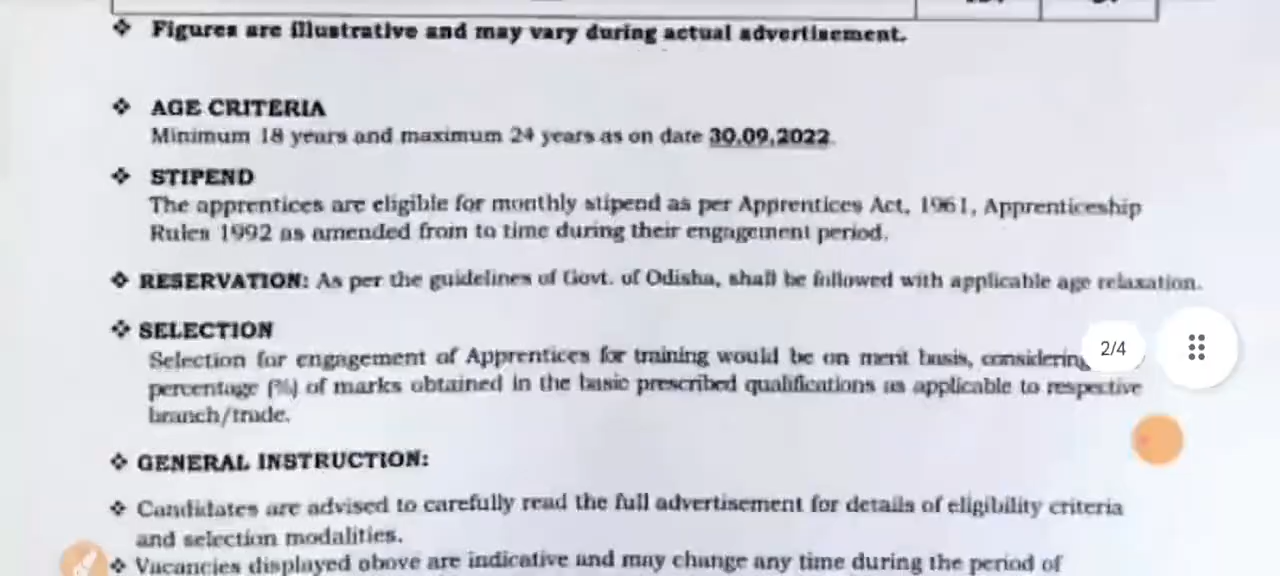 ❖ Figures are illustrative and may vary during actual advertisement.
❖ AGE CRITERIA
Minimum 18 years and maximum 24 years as on date 30.09.2022.
❖ STIPEND
The apprentices are eligible for monthly stipend as per Apprentices Act, 1961, Apprenticeship
Rules 1992 as amended from to time during their engagement period.
❖ RESERVATION: As per the guidelines of Govt. of Odisha, shall be followed with applicable age relaxation.
❖ SELECTION
Selection for engagement of Apprentices for training would be on merit basis, considering
percentage (%) of marks obtained in the basic prescribed qualifications as applicable to respective
branch/trade.
2/4
❖ GENERAL INSTRUCTION:
❖ Candidates are advised to carefully read the full advertisement for details of eligibility criteria
and selection modalities.
❖ Vacancies displayed above are indicative and may change any time during the period of